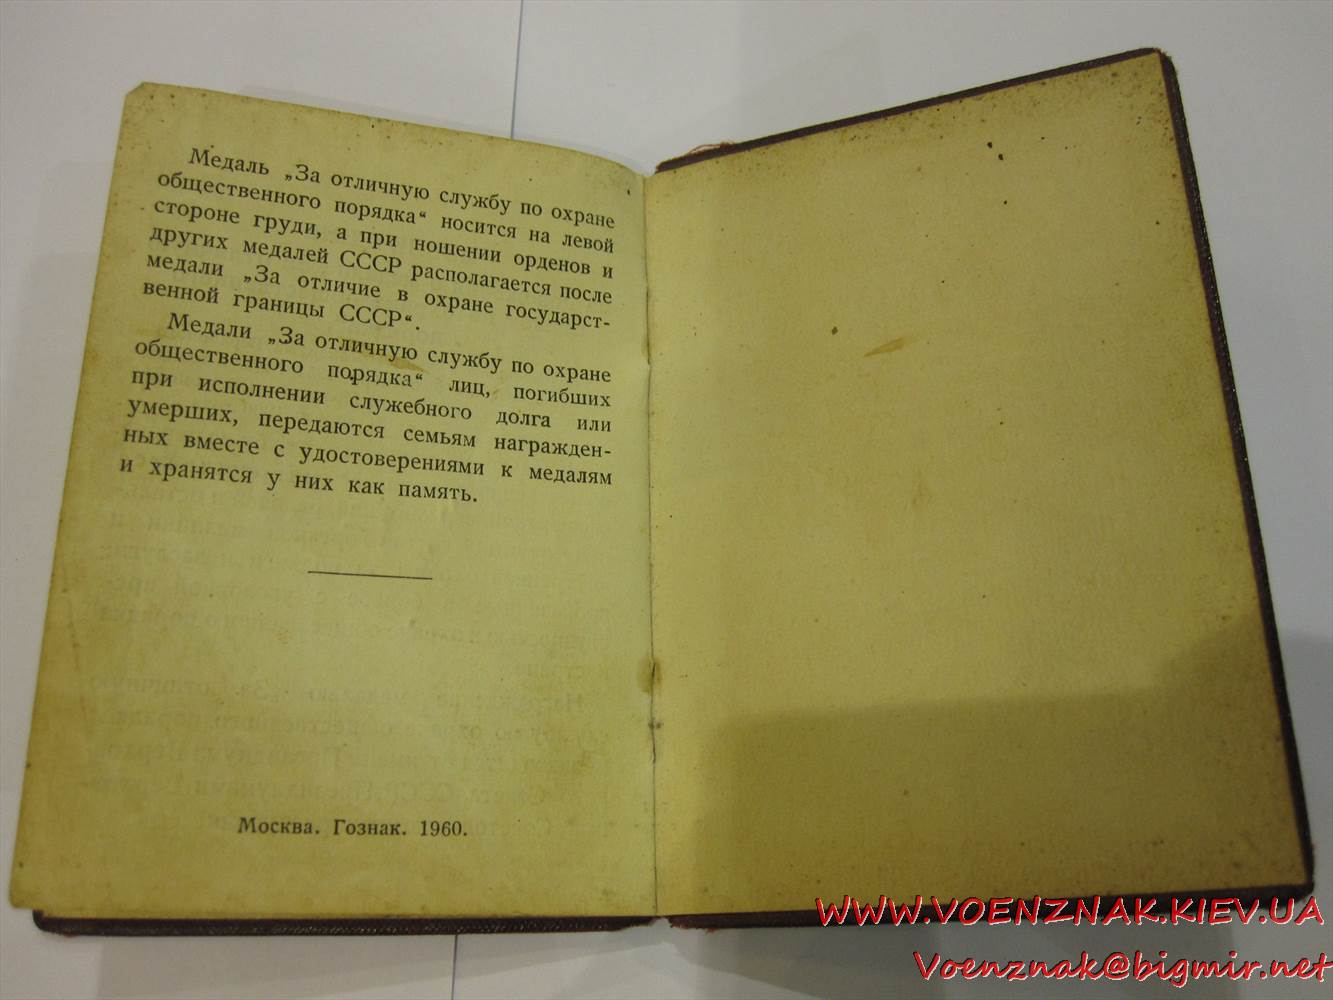 Медаль „За отличную службу по охране
общественного порядка“ носится на левой
стороне груди, а при ношении орденов и
других медалей СССР располагается после
медали „За отличие в охране государст-
венной границы СССР“.
Медали „За отличную службу по охране
общественного порядка“ лиц, погибших
при исполнении служебного долга или
умерших, передаются семьям награжден-
ных вместе с удостоверениями к медалям
и хранятся у них как память.
Москва. Гознак. 1960.
WWW.VOENZNAK.KIEV.UA
Voenznak@bigmir.net